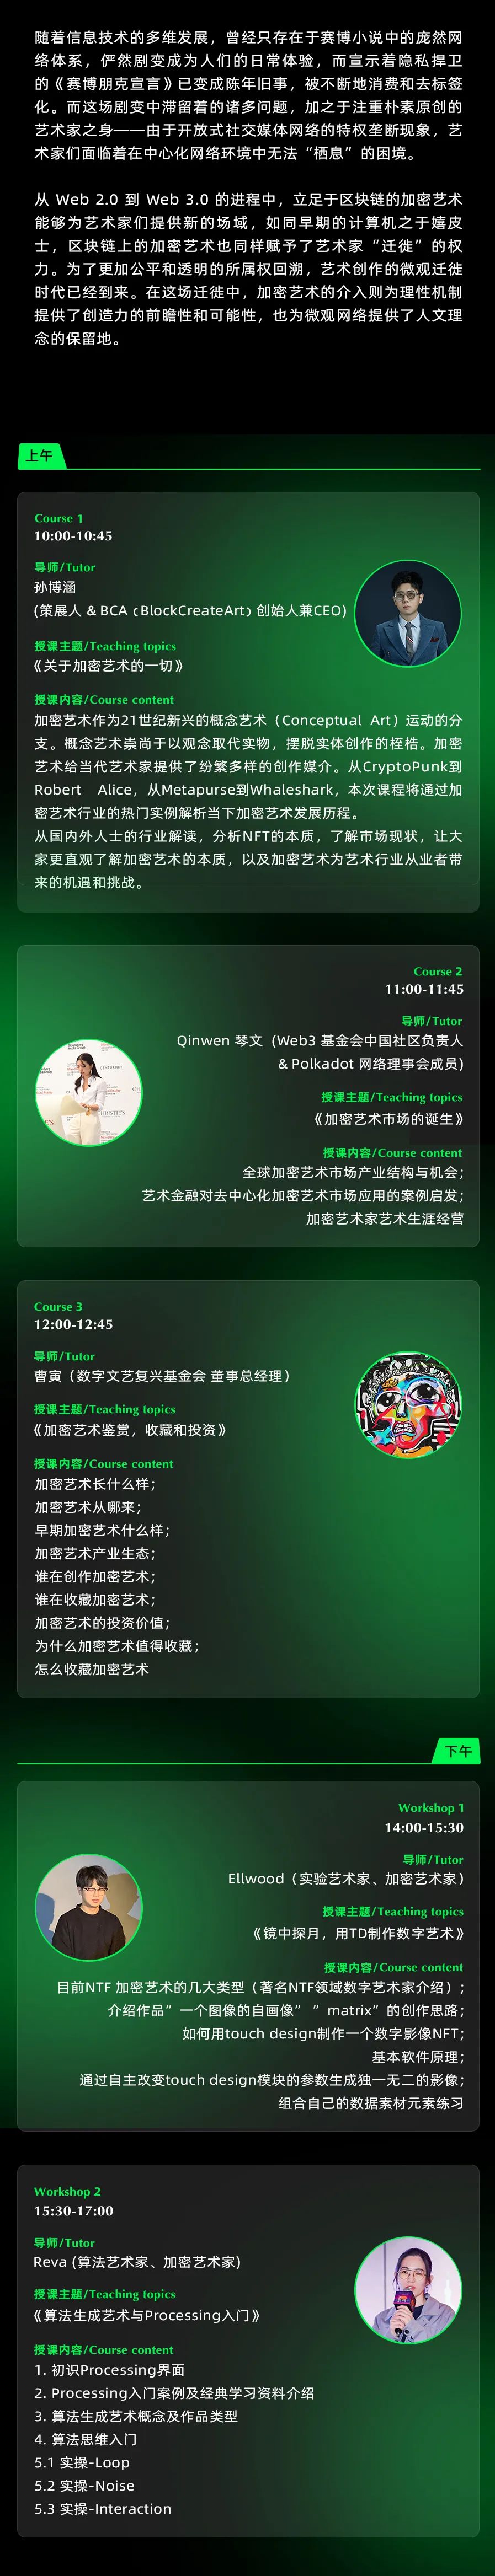 随着信息技术的多维发展，曾经只存在于赛博小说中的庞然网
络体系，俨然剧变成为人们的日常体验，而宣示着隐私捍卫
的《赛博朋克宣言》已变成陈年旧事，被不断地消费和去标签
化。而这场剧变中滞留着的诸多问题，加之于注重朴素原创的
艺术家之身——由于开放式社交媒体网络的特权垄断现象，艺
术家们面临着在中心化网络环境中无法“栖息”的困境。
从 Web 2.0 到 Web 3.0 的进程中，立足于区块链的加密艺术
能够为艺术家们提供新的场域，如同早期的计算机之于嬉皮
士，区块链上的加密艺术也同样赋予了艺术家“迁徙”的权
力。为了更加公平和透明的所属权回溯，艺术创作的微观迁徙
时代已经到来。在这场迁徙中，加密艺术的介入则为理性机制
提供了创造力的前瞻性和可能性，也为微观网络提供了人文理
念的保留地。
上午
Course 1
10:00-10:45
导师/Tutor
孙博涵
(策展人 & BCA（BlockCreateArt）创始人兼CEO)
授课主题/Teaching topics
《关于加密艺术的一切》
授课内容/Course content
加密艺术作为21世纪新兴的概念艺术（Conceptual Art）运动的分
支。概念艺术崇尚于以观念取代实物，摆脱实体创作的桎梏。加密
艺术给当代艺术家提供了纷繁多样的创作媒介。从CryptoPunk到
Robert Alice，从Metapurse到Whaleshark，本次课程将通过加
密艺术行业的热门实例解析当下加密艺术发展历程。
从国内外人士的行业解读，分析NFT的本质，了解市场现状，让大
家更直观了解加密艺术的本质，以及加密艺术为艺术行业从业者带
来的机遇和挑战。
Course 2
11:00-11:45
导师/Tutor
Qinwen 琴文（Web3 基金会中国社区负责人
& Polkadot 网络理事会成员)
授课主题/Teaching topics
《加密艺术市场的诞生》
授课内容/Course content
全球加密艺术市场产业结构与机会；
艺术金融对去中心化加密艺术市场应用的案例启发；
加密艺术家艺术生涯经营
Course 3
12:00-12:45
导师/Tutor
曹寅（数字文艺复兴基金会 董事总经理）
授课主题/Teaching topics
《加密艺术鉴赏，收藏和投资》
授课内容/Course content
加密艺术长什么样；
加密艺术从哪来；
早期加密艺术什么样；
加密艺术产业生态；
谁在创作加密艺术；
谁在收藏加密艺术；
加密艺术的投资价值；
为什么加密艺术值得收藏；
怎么收藏加密艺术
下午
Workshop 1
14:00-15:30
导师/Tutor
Ellwood（实验艺术家、加密艺术家）
授课主题/Teaching topics
《镜中探月，用TD制作数字艺术》
授课内容/Course content
目前NTF 加密艺术的几大类型（著名NTF领域数字艺术家介绍）；
介绍作品”一个图像的自画像””matrix”的创作思路；
如何用touch design制作一个数字影像NFT；
基本软件原理；
通过自主改变touch design模块的参数生成独一无二的影像；
组合自己的数据素材元素练习
Workshop 2
15:30-17:00
导师/Tutor
Reva (算法艺术家、加密艺术家)
授课主题/Teaching topics
《算法生成艺术与Processing入门》
授课内容/Course content
1. 初识Processing界面
2. Processing入门案例及经典学习资料介绍
3. 算法生成艺术概念及作品类型
4. 算法思维入门
5.1 实操-Loop
5.2 实操-Noise
5.3 实操-Interaction